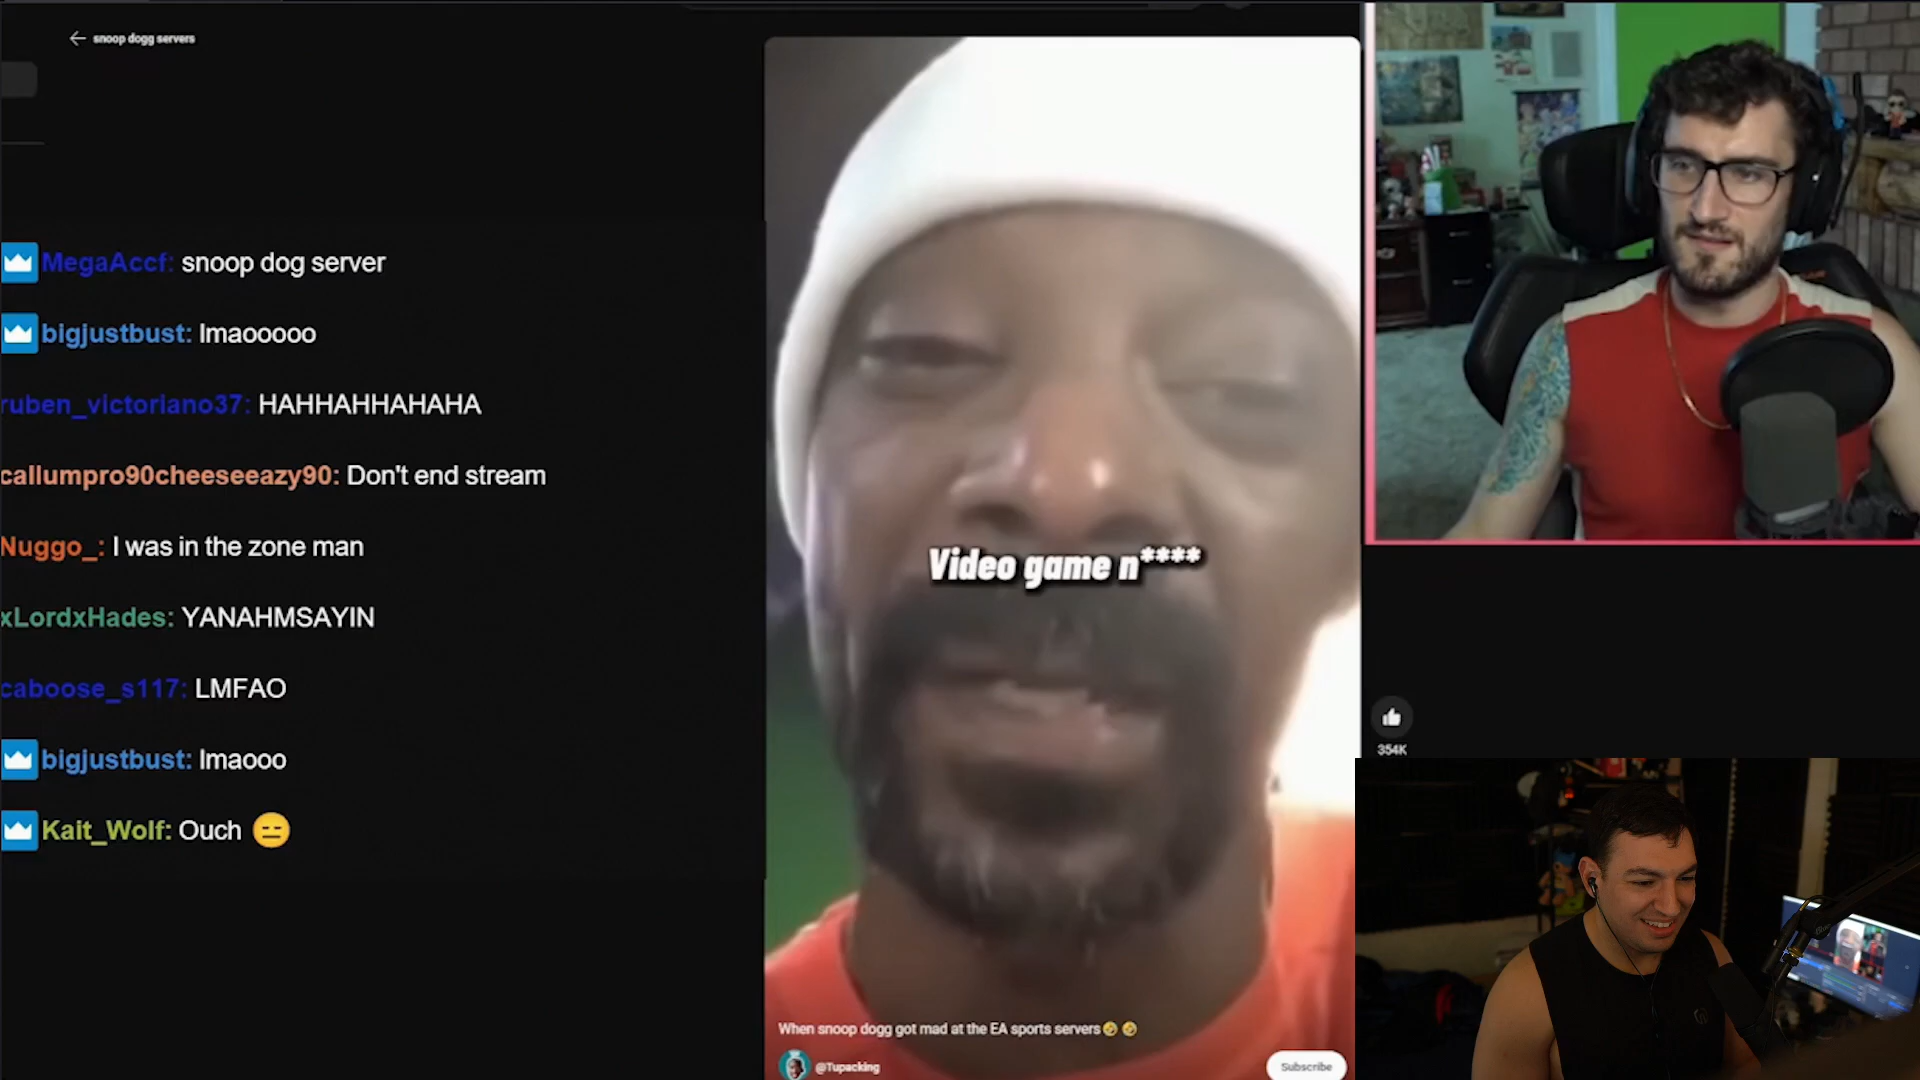 snoop dogg servers
MegaAccf: snoop dog server
bigjustbust: lmaooooo
ruben_victoriano37: HAHHAHHAHAHA
callumpro90cheeseeazy90: Don't end stream
Nuggo_: I was in the zone man
xLordxHades: YANAHMSAYIN
caboose_s117: LMFAO
bigjustbust: lmaooo
Kait_Wolf: Ouch 😑
Video game n****
354K
When snoop dogg got mad at the EA sports servers🤣🤣
@Tupacking
Subscribe